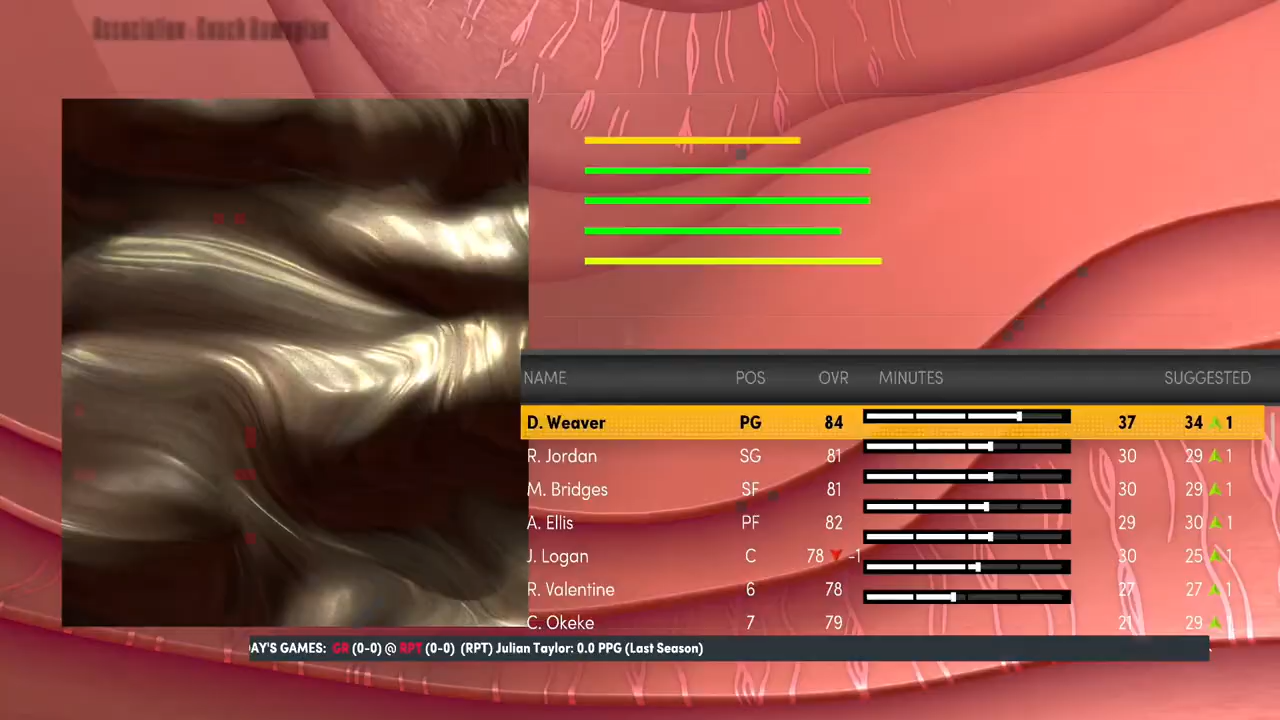 Association - Coach Gameplan
NAME POS OVR MINUTES SUGGESTED
D. Weaver PG 84 37 34 1
R. Jordan SG 81 30 29 1
M. Bridges SF 81 30 29 1
A. Ellis PF 82 29 30 1
J. Logan C 78 -1 30 25 1
R. Valentine 6 78 27 27 1
C. Okeke 7 79 21 29
AY'S GAMES: GR (0-0) @ RPT (0-0) (RPT) Julian Taylor: 0.0 PPG (Last Season)